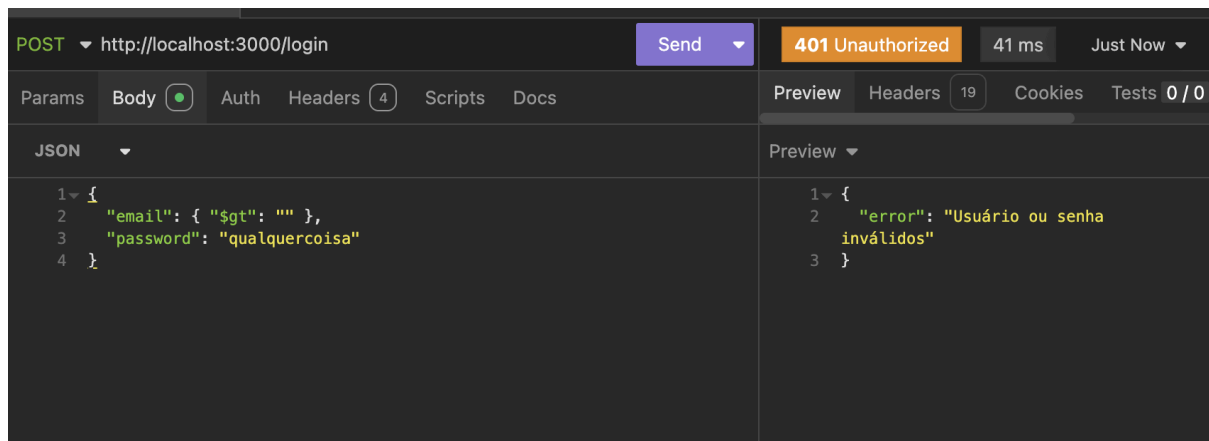 POST http://localhost:3000/login Send 401 Unauthorized 41 ms Just Now
Params Body Auth Headers 4 Scripts Docs
Preview Headers 19 Cookies Tests 0 / 0
JSON
Preview
1 {
2 "email": { "$gt": "" },
3 "password": "qualquercoisa"
4 }
1 {
2 "error": "Usuário ou senha
inválidos"
3 }